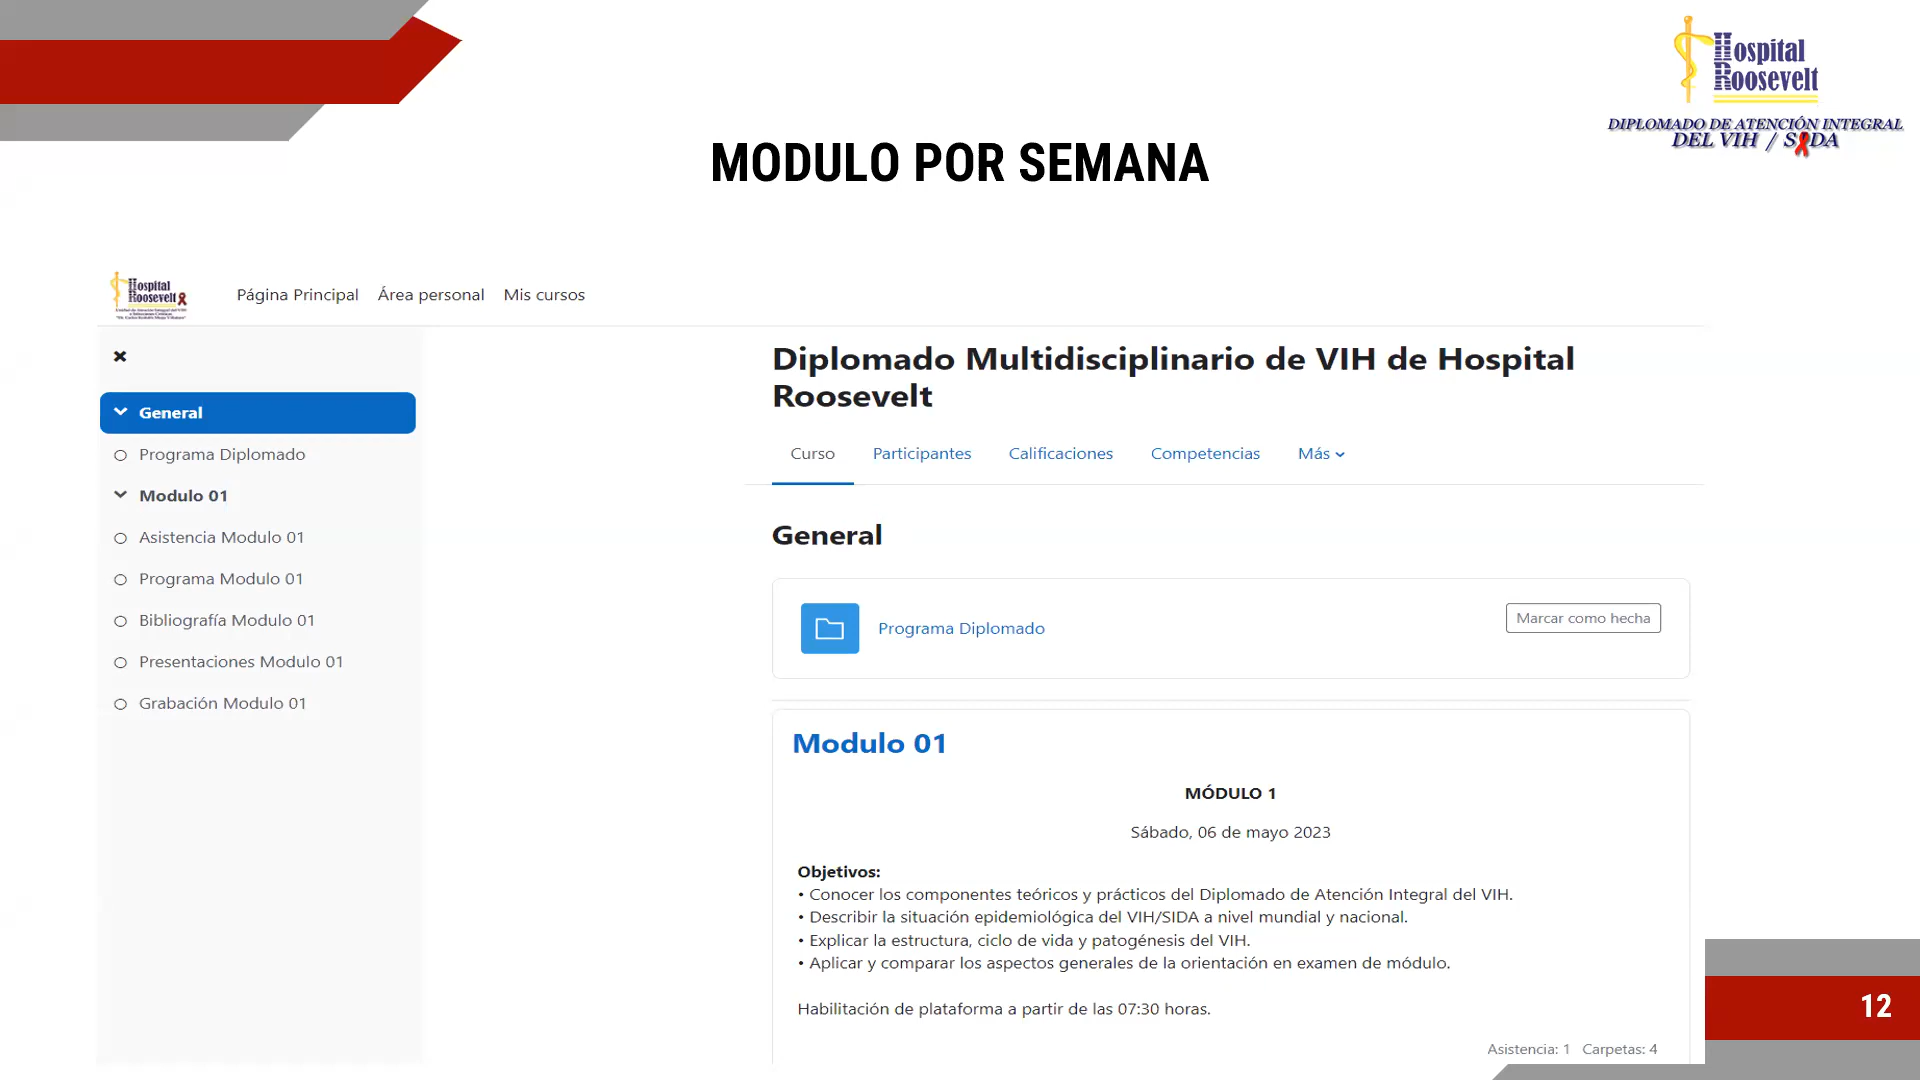 Hospital
Roosevelt
DIPLOMADO DE ATENCIÓN INTEGRAL
DEL VIH / SIDA
MODULO POR SEMANA
Hospital
Roosevelt
Página Principal Área personal Mis cursos
General
Programa Diplomado
Modulo 01
Asistencia Modulo 01
Programa Modulo 01
Bibliografía Modulo 01
Presentaciones Modulo 01
Grabación Modulo 01
Diplomado Multidisciplinario de VIH de Hospital
Roosevelt
Curso Participantes Calificaciones Competencias Más
General
Programa Diplomado
Marcar como hecha
Modulo 01
MÓDULO 1
Sábado, 06 de mayo 2023
Objetivos:
• Conocer los componentes teóricos y prácticos del Diplomado de Atención Integral del VIH.
• Describir la situación epidemiológica del VIH/SIDA a nivel mundial y nacional.
• Explicar la estructura, ciclo de vida y patogénesis del VIH.
• Aplicar y comparar los aspectos generales de la orientación en examen de módulo.
Habilitación de plataforma a partir de las 07:30 horas.
Asistencia: 1 Carpetas: 4
12